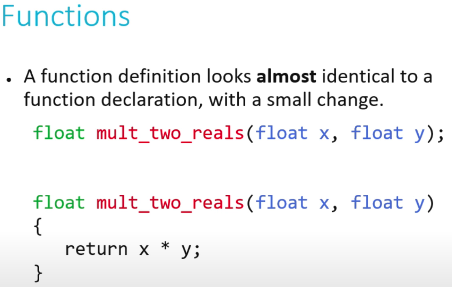 Functions
• A function definition looks almost identical to a
function declaration, with a small change.
float mult_two_reals(float x, float y);
float mult_two_reals(float x, float y)
{
return x * y;
}